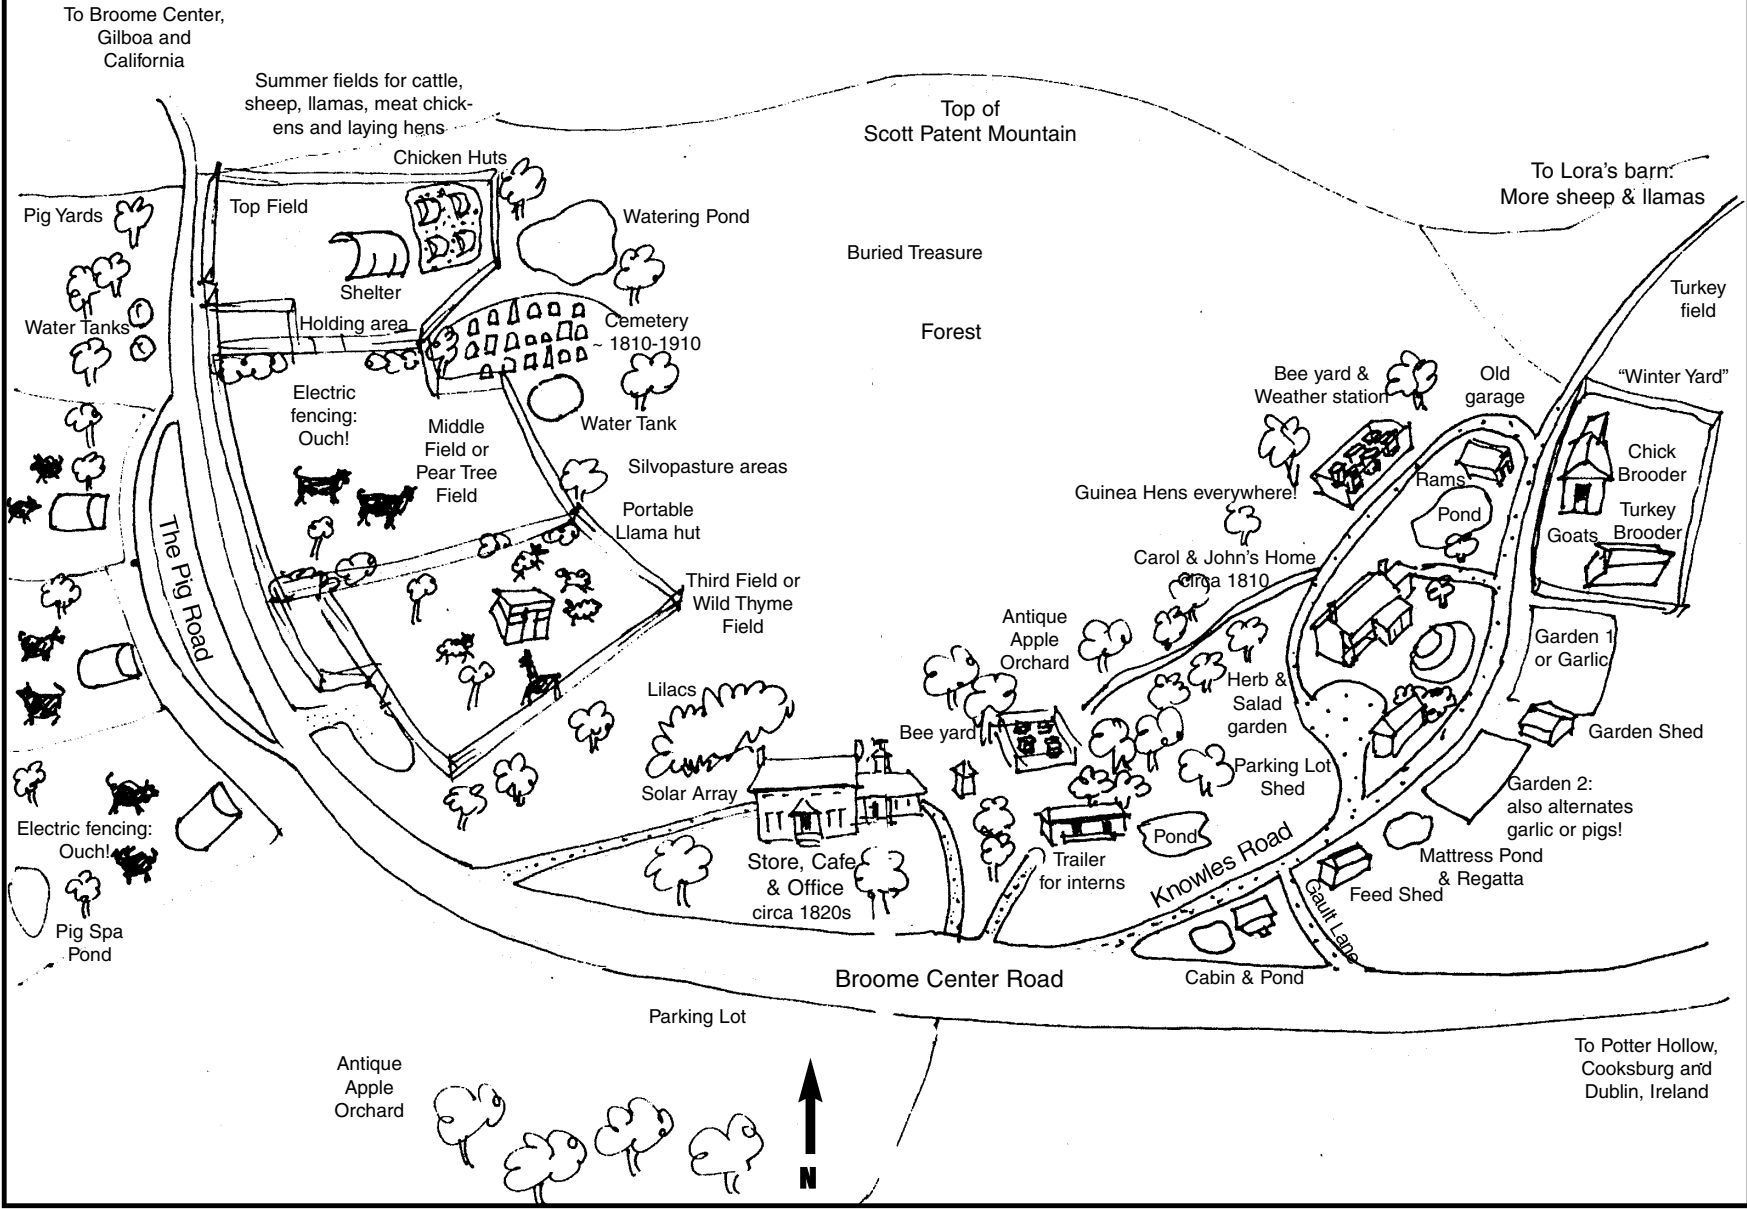 To Broome Center,
Gilboa and
California
Summer fields for cattle,
sheep, llamas, meat chick-
ens and laying hens
Top of
Scott Patent Mountain
To Lora's barn:
More sheep & llamas
Chicken Huts
Pig Yards
Top Field
Watering Pond
Buried Treasure
Shelter
Turkey
field
Water Tanks
Holding area
Cemetery
~ 1810-1910
Forest
Electric
fencing:
Ouch!
Middle
Field or
Pear Tree
Field
Water Tank
Bee yard &
Weather station
Old
garage
“Winter Yard”
Silvopasture areas
Chick
Brooder
Rams
Guinea Hens everywhere!
Portable
Llama hut
Pond
Turkey
Brooder
Goats
The Pig Road
Carol & John's Home
Circa 1810
Third Field or
Wild Thyme
Field
Antique
Apple
Orchard
Garden 1
or Garlic
Lilacs
Herb &
Salad
garden
Bee yard
Garden Shed
Solar Array
Parking Lot
Shed
Garden 2:
also alternates
garlic or pigs!
Electric fencing:
Ouch!
Store, Cafe
& Office
circa 1820s
Trailer
for interns
Pond
Knowles Road
Mattress Pond
& Regatta
Feed Shed
Gault Lane
Pig Spa
Pond
Broome Center Road
Cabin & Pond
Parking Lot
Antique
Apple
Orchard
To Potter Hollow,
Cooksburg and
Dublin, Ireland
N